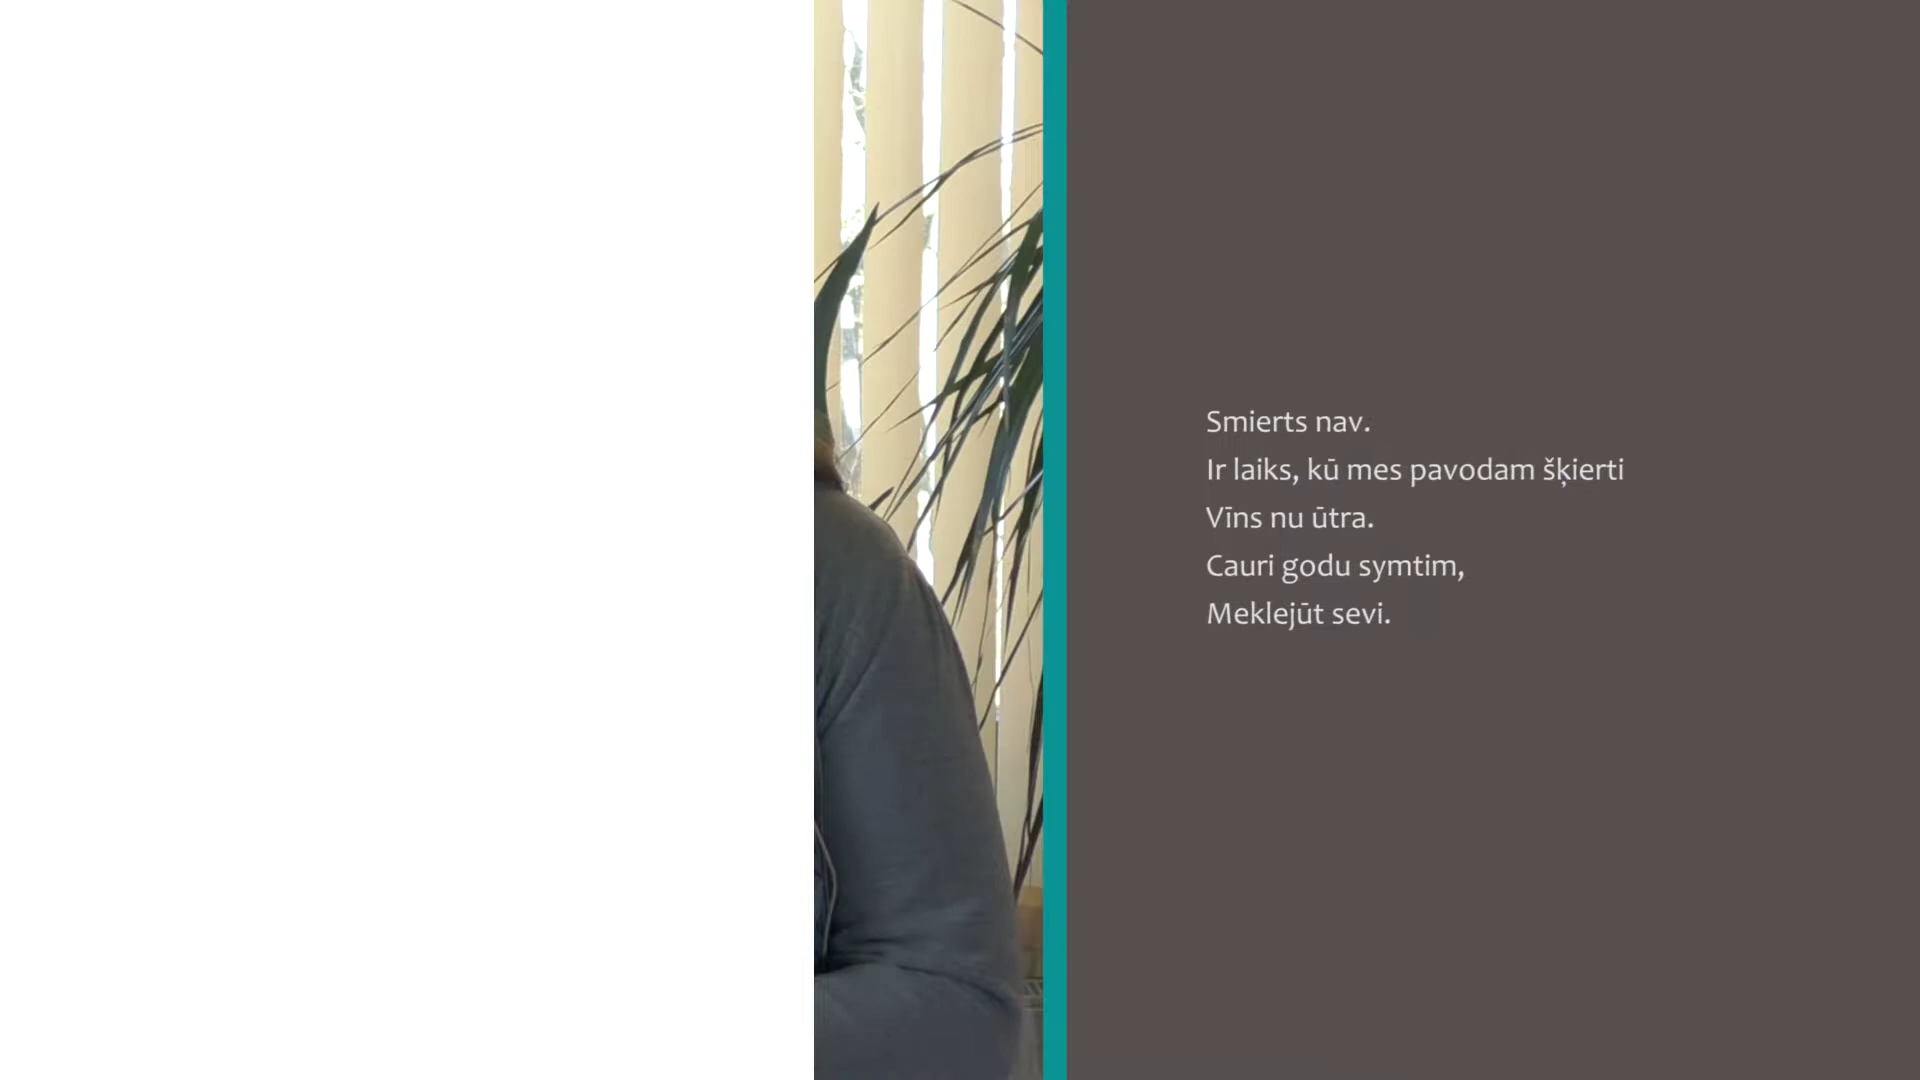 Smierts nav.
Ir laiks, kū mes pavodam šķierti
Vīns nu ūtra.
Cauri godu symtim,
Meklejūt sevi.